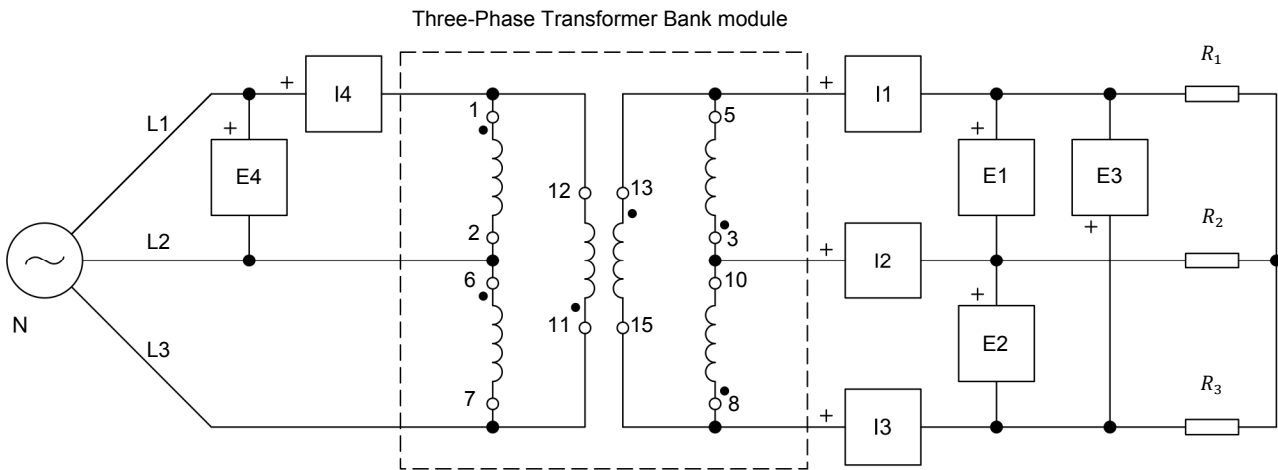 Three-Phase Transformer Bank module
R₁
+ I4
+ I1
L1
1
5
+
E4
+
E1
E3
12
13
L2
2
3
+
R₂
+ I2
6
10
+
N
11
15
E2
L3
R₃
7
8
+ I3